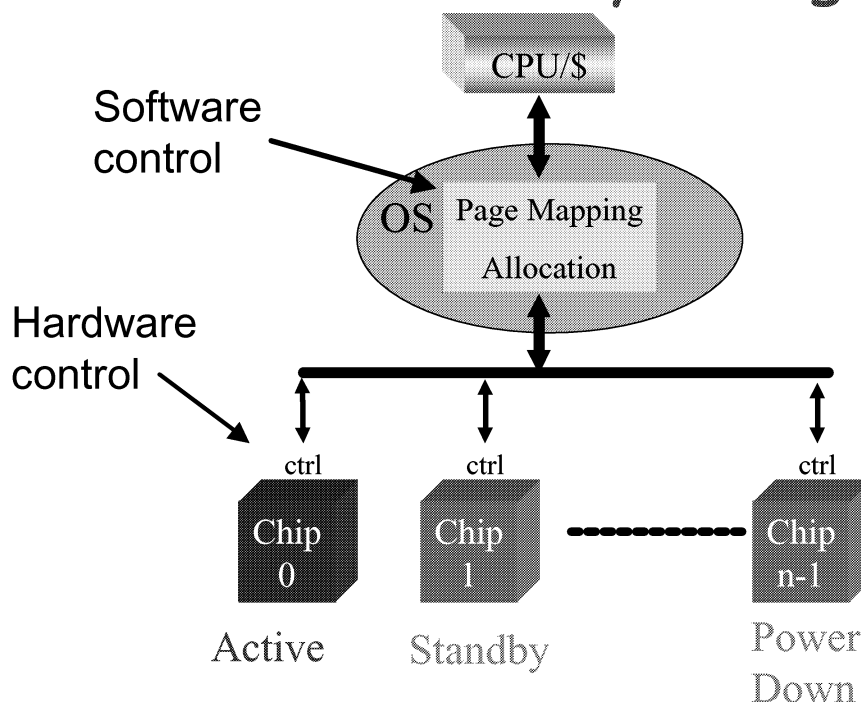 CPU/$
Software
control
OS
Page Mapping
Allocation
Hardware
control
ctrl
ctrl
ctrl
Chip
0
Chip
1
Chip
n-1
Active
Standby
Power
Down